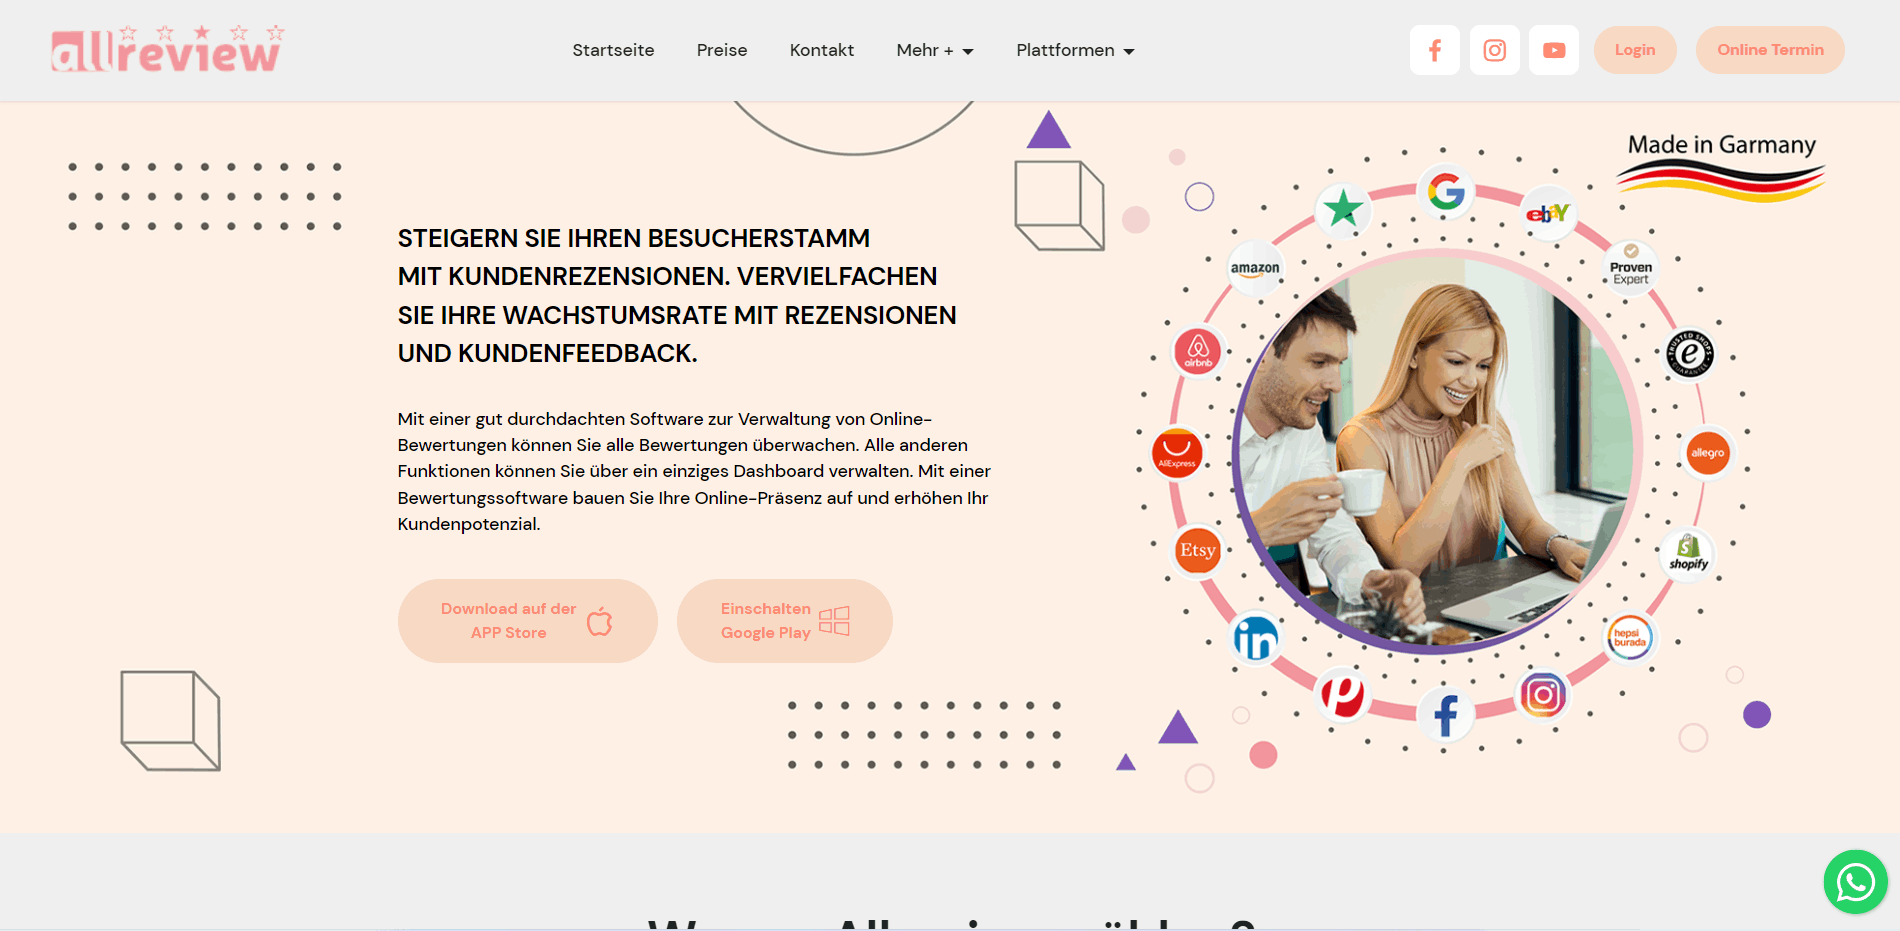 allreview
Startseite
Preise
Kontakt
Mehr +
Plattformen
Login
Online Termin
Made in Garmany
STEIGERN SIE IHREN BESUCHERSTAMM
MIT KUNDENREZENSIONEN. VERVIELFACHEN
SIE IHRE WACHSTUMSRATE MIT REZENSIONEN
UND KUNDENFEEDBACK.
Mit einer gut durchdachten Software zur Verwaltung von Online-
Bewertungen können Sie alle Bewertungen überwachen. Alle anderen
Funktionen können Sie über ein einziges Dashboard verwalten. Mit einer
Bewertungssoftware bauen Sie Ihre Online-Präsenz auf und erhöhen Ihr
Kundenpotenzial.
Download auf der
APP Store
Einschalten
Google Play
G
ebay
amazon
Proven
Expert
airbnb
TRUSTED SHOPS
e
GUARANTEE
AliExpress
allegro
Etsy
shopify
in
hepsi
burada
p
f